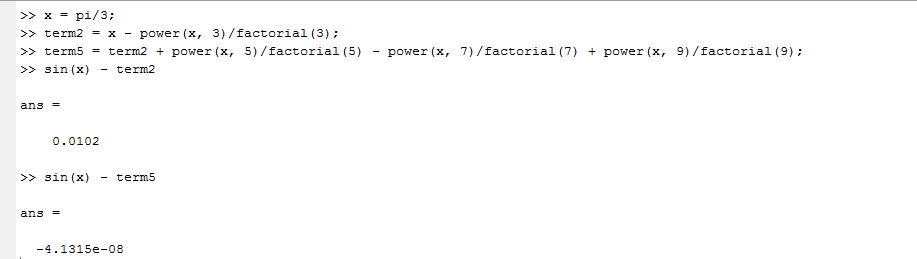 >> x = pi/3;
>> term2 = x - power(x, 3)/factorial(3);
>> term5 = term2 + power(x, 5)/factorial(5) - power(x, 7)/factorial(7) + power(x, 9)/factorial(9);
>> sin(x) - term2
ans =
0.0102
>> sin(x) - term5
ans =
-4.1315e-08